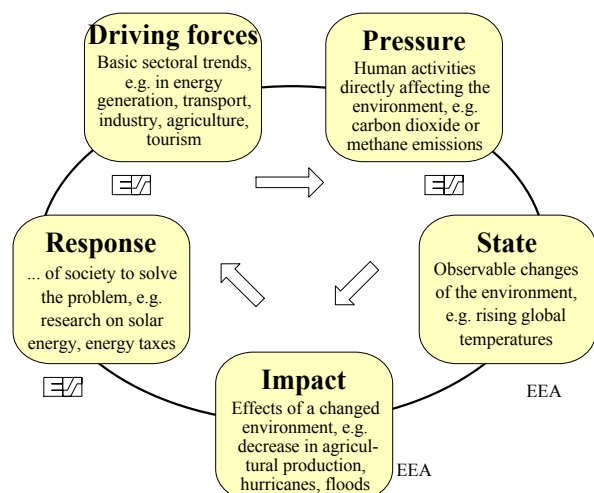 Driving forces
Basic sectoral trends,
e.g. in energy
generation, transport,
industry, agriculture,
tourism
Pressure
Human activities
directly affecting the
environment, e.g.
carbon dioxide or
methane emissions
State
Observable changes
of the environment,
e.g. rising global
temperatures
EEA
Impact
Effects of a changed
environment, e.g.
decrease in agricul-
tural production,
hurricanes, floods
EEA
Response
... of society to solve
the problem, e.g.
research on solar
energy, energy taxes